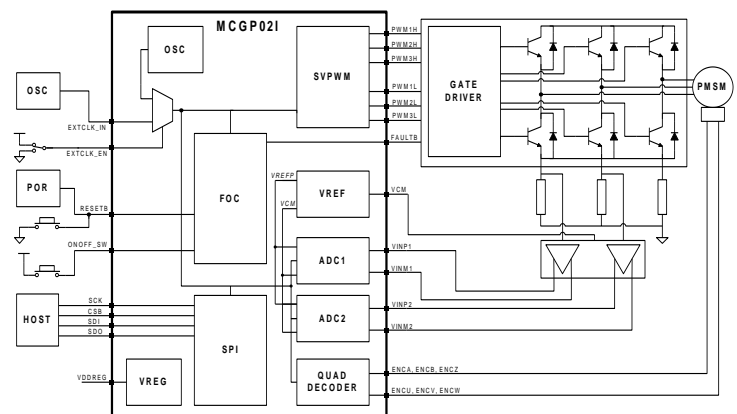 MCGP02I
OSC
OSC
SVPWM
PWM1H
PWM2H
PWM3H
PWM1L
PWM2L
PWM3L
FAULTB
GATE
DRIVER
PMSM
EXTCLK_IN
EXTCLK_EN
POR
RESETB
FOC
VREFP
VCM
VREF
VCM
ONOFF_SW
ADC1
VINP1
VINM1
HOST
SCK
CSB
SDI
SDO
SPI
ADC2
VINP2
VINM2
VDDREG
VREG
QUAD
DECODER
ENCA, ENCB, ENCZ
ENCU, ENCV, ENCW